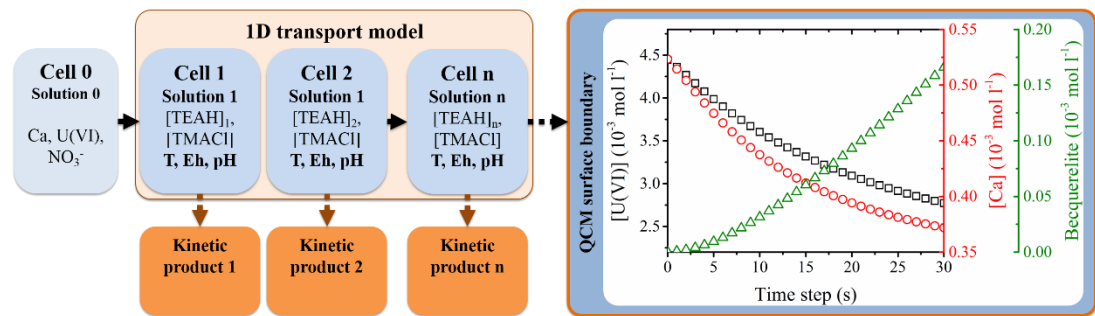 1D transport model
Cell 0
Solution 0
Ca, U(VI),
NO₃⁻
Cell 1
Solution 1
[TEAH]₁,
[TMACl]
T, Eh, pH
Cell 2
Solution 1
[TEAH]₂,
[TMACl]
T, Eh, pH
Cell n
Solution n
[TEAH]ₙ,
[TMACl]
T, Eh, pH
Kinetic
product 1
Kinetic
product 2
Kinetic
product n
QCM surface boundary
[U(VI)] (10⁻³ mol l⁻¹)
4.5
4.0
3.5
3.0
2.5
0
5
10
15
20
25
30
Time step (s)
0.55
0.50
0.45
0.40
0.35
[Ca] (10⁻³ mol l⁻¹)
0.20
0.15
0.10
0.05
0.00
Becquerelite (10⁻³ mol l⁻¹)